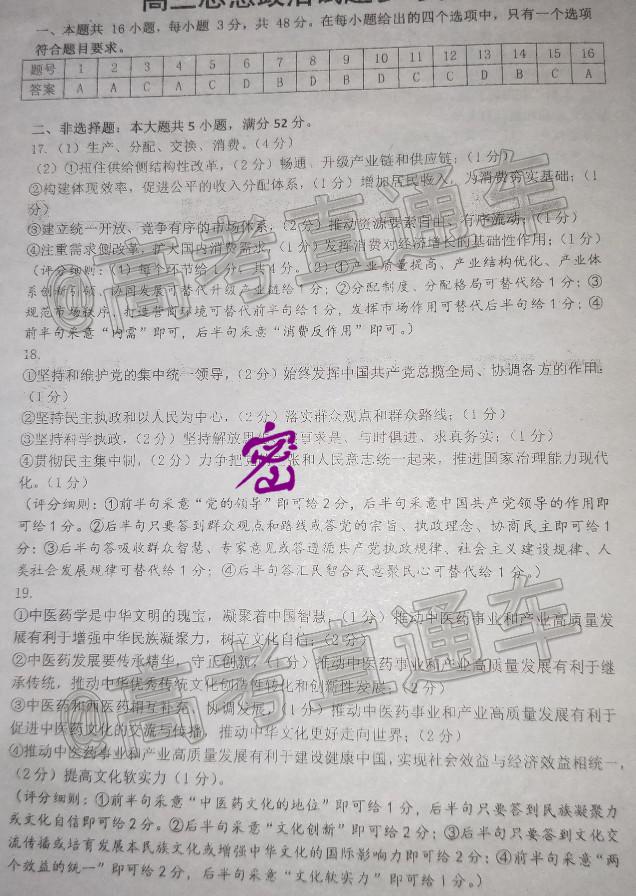 高三思想政治试题参
一、本题共 16 小题，每小题 3 分，共 48 分。在每小题给出的四个选项中，只有一个选项
符合题目要求。
题号 1 2 3 4 5 6 7 8 9 10 11 12 13 14 15 16
答案 A A C A C D B D B D C C D B C A
二、非选择题：本大题共 5 小题，满分 52 分。
17.（1）生产、分配、交换、消费。（4 分）
（2）①扭住供给侧结构性改革，（2 分）畅通、升级产业链和供应链；（1 分）
②构建体现效率，促进公平的收入分配体系，（1 分）增加居民收入，为消费夯实基础；（1
分）
③建立统一开放、竞争有序的市场体系，（2 分）推动资源要素自由、有序流动；（1 分）
④注重需求侧改革，扩大国内消费需求，（1 分）发挥消费对经济增长的基础性作用；（1 分）
（评分细则：（1）每个环节给 1 分，共 4 分。（2）①产业质量提高、产业结构优化、产业体
系创新引领、协同发展可替代升级产业链给 1 分；②分配制度、分配格局可替代给 1 分；③
规范市场秩序、打造营商环境可替代前半句给 1 分，发挥市场作用可替代后半句给 1 分；④
前半句采意“内需”即可，后半句采意“消费反作用”即可。）
18.
①坚持和维护党的集中统一领导，（2 分）始终发挥中国共产党总揽全局、协调各方的作用；
（1 分）
②坚持民主执政和以人民为中心，（2 分）落实群众观点和群众路线；（1 分）
③坚持科学执政，（2 分）坚持解放思 事求是、与时俱进、求真务实；（1 分）
④贯彻民主集中制，（2 分）力争把 张和人民意志统一起来，推进国家治理能力现代
化。（1 分）
（评分细则：①前半句采意“党的领导”即可给 2 分，后半句采意中国共产党领导的作用即
可给 1 分。②后半句只要答到群众观点和路线或答党的宗旨、执政理念、协商民主即可给 1
分；③后半句答吸收群众智慧、专家意见或答遵循共产党执政规律、社会主义建设规律、人
类社会发展规律可替代给 1 分；④后半句答汇民智合民意聚民心可替代给 1 分。）
19.
①中医药学是中华文明的瑰宝，凝聚着中国智慧，（1 分）推动中医药事业和产业高质量发
展有利于增强中华民族凝聚力，树立文化自信；（2 分）
②中医药发展要传承精华，守正创新，（1 分）推动中医药事业和产业高质量发展有利于继
承传统，推动中华优秀传统文化创造性转化和创新性发展；（2 分）
③中医药和西医药相互补充、协调发展，（1 分）推动中医药事业和产业高质量发展有利于
促进中医药文化的交流与传播，推动中华文化更好走向世界；（2 分）
④推动中医药事业和产业高质量发展有利于建设健康中国，实现社会效益与经济效益相统一，
（2 分）提高文化软实力（1 分）。
（评分细则：①前半句采意“中医药文化的地位”即可给 1 分，后半句只要答到民族凝聚力
或文化自信即可给 2 分。②后半句采意“文化创新”即可给 2 分；③后半句只要答到文化交
流传播或培育发展本民族文化或增强中华文化的国际影响力即可给 2 分；④前半句采意“两
个效益的统一”即可给 2 分，后半句采意“文化软实力”即可给 1 分。）
密
@高考直通车
@高考直通车